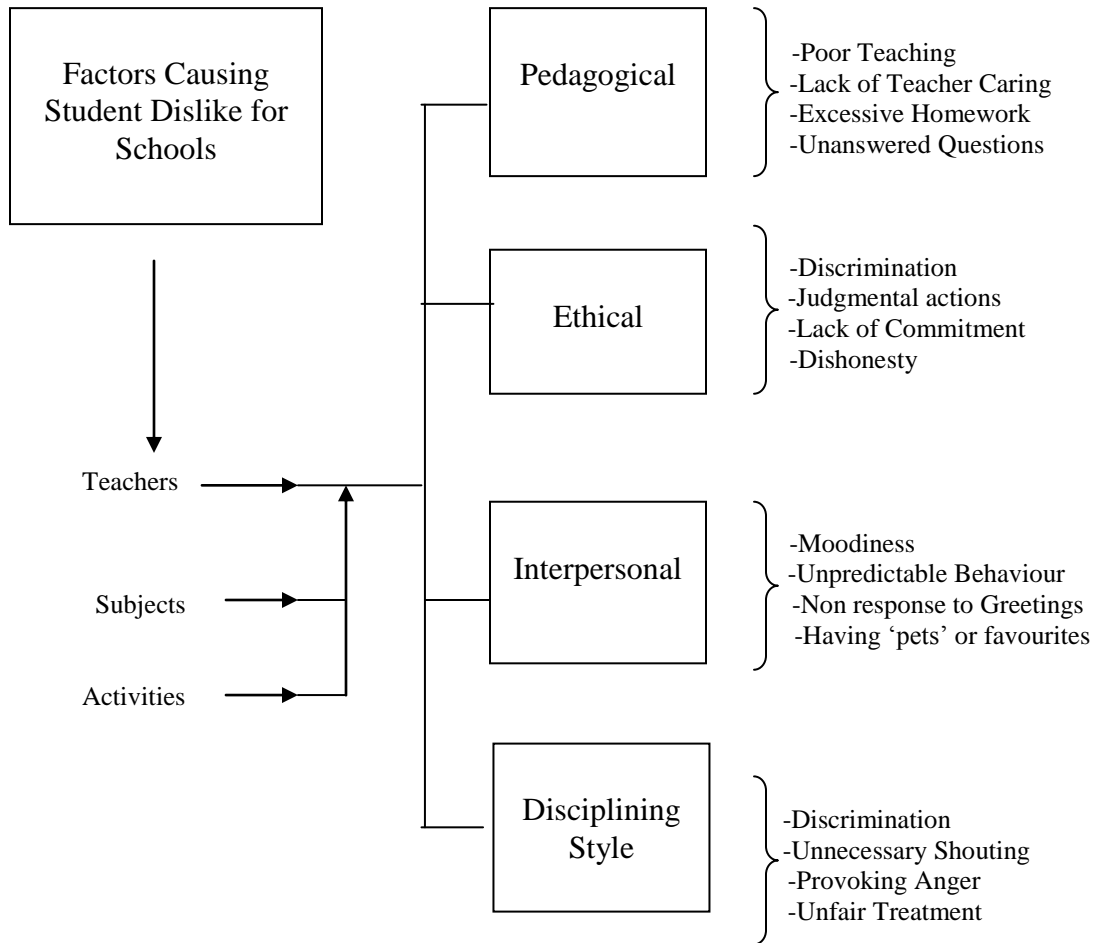 Factors Causing
Student Dislike for
Schools
Teachers
Subjects
Activities
Pedagogical
-Poor Teaching
-Lack of Teacher Caring
-Excessive Homework
-Unanswered Questions
Ethical
-Discrimination
-Judgmental actions
-Lack of Commitment
-Dishonesty
Interpersonal
-Moodiness
-Unpredictable Behaviour
-Non response to Greetings
-Having ‘pets’ or favourites
Disciplining
Style
-Discrimination
-Unnecessary Shouting
-Provoking Anger
-Unfair Treatment